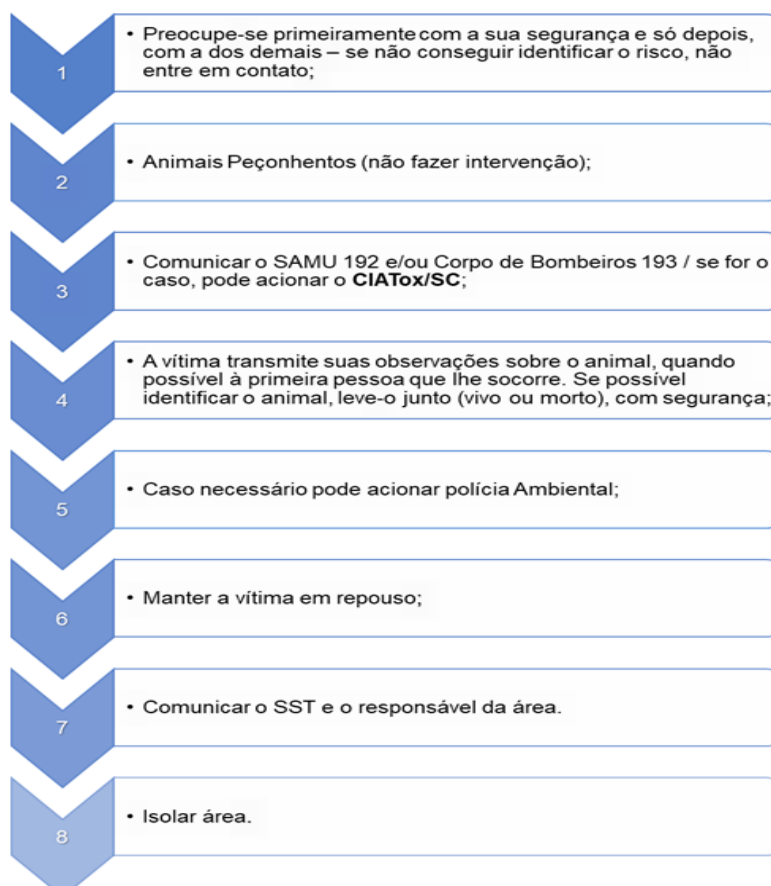 1
• Preocupe-se primeiramente com a sua segurança e só depois,
com a dos demais – se não conseguir identificar o risco, não
entre em contato;
2
• Animais Peçonhentos (não fazer intervenção);
3
• Comunicar o SAMU 192 e/ou Corpo de Bombeiros 193 / se for o
caso, pode acionar o CIATox/SC;
4
• A vítima transmite suas observações sobre o animal, quando
possível à primeira pessoa que lhe socorre. Se possível
identificar o animal, leve-o junto (vivo ou morto), com segurança;
5
• Caso necessário pode acionar polícia Ambiental;
6
• Manter a vítima em repouso;
7
• Comunicar o SST e o responsável da área.
8
• Isolar área.